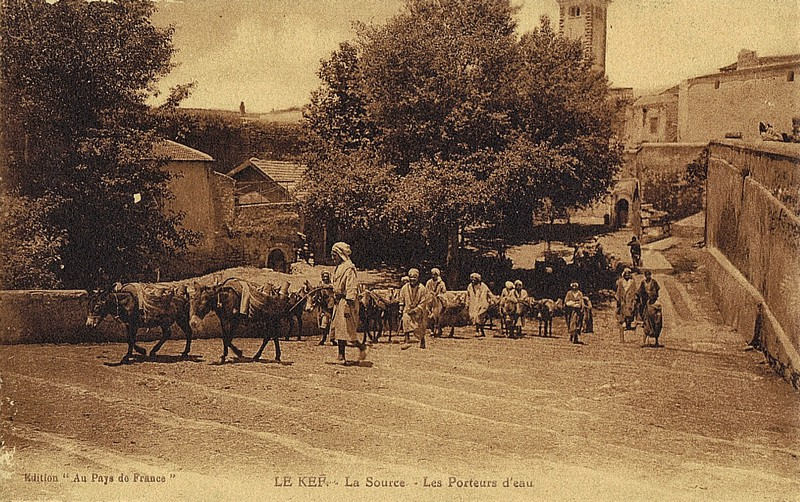 Edition " Au Pays de France "
LE KEF. - La Source - Les Porteurs d'eau